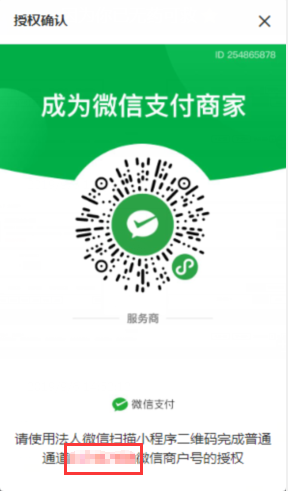 授权确认
ID 254865878
成为微信支付商家
服务商
微信支付
请使用法人微信扫描小程序二维码完成普通
通道
微信商户号的授权